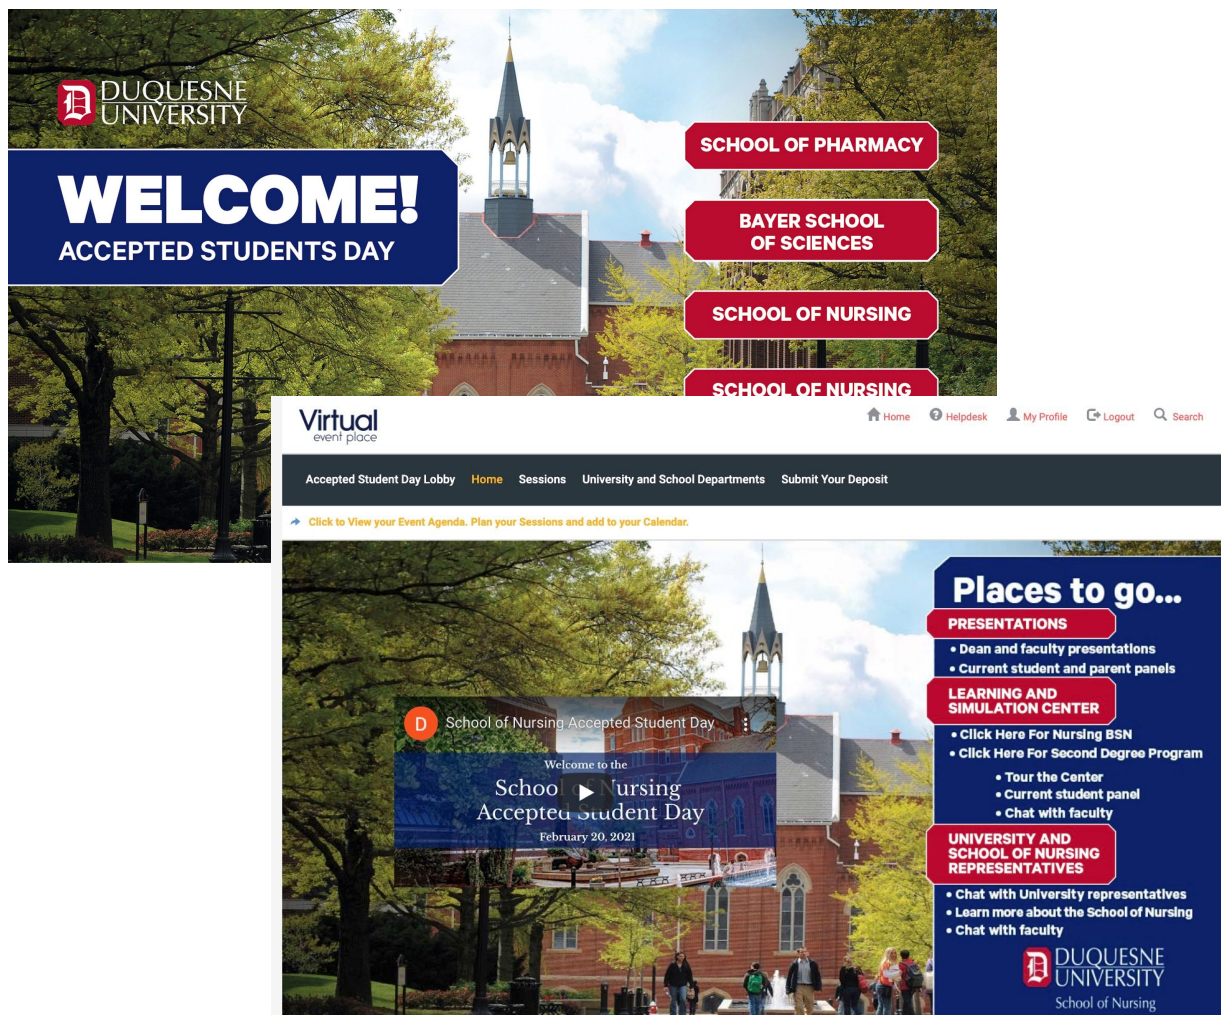 DUQUESNE
UNIVERSITY
WELCOME!
ACCEPTED STUDENTS DAY
SCHOOL OF PHARMACY
BAYER SCHOOL
OF SCIENCES
SCHOOL OF NURSING
SCHOOL OF NURSING
Virtual
event place
Home
Helpdesk
My Profile
Logout
Search
Accepted Student Day Lobby
Home
Sessions
University and School Departments
Submit Your Deposit
Click to View your Event Agenda. Plan your Sessions and add to your Calendar.
D
School of Nursing Accepted Student Day
Welcome to the
School of Nursing
Accepted Student Day
February 20, 2021
Places to go...
PRESENTATIONS
• Dean and faculty presentations
• Current student and parent panels
LEARNING AND
SIMULATION CENTER
• Click Here For Nursing BSN
• Click Here For Second Degree Program
• Tour the Center
• Current student panel
• Chat with faculty
UNIVERSITY AND
SCHOOL OF NURSING
REPRESENTATIVES
• Chat with University representatives
• Learn more about the School of Nursing
• Chat with faculty
D
DUQUESNE
UNIVERSITY
School of Nursing